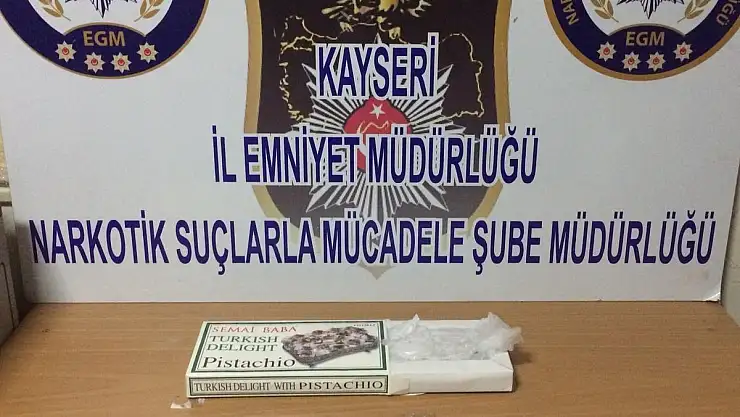 EGM
EGM
KAYSERİ
İL EMNİYET MÜDÜRLÜĞÜ
NARKOTİK SUÇLARLA MÜCADELE ŞUBE MÜDÜRLÜĞÜ
SEMAI BABA
TURKISH
DELIGHT
Pistachio
TURKISH DELIGHT WITH PISTACHIO